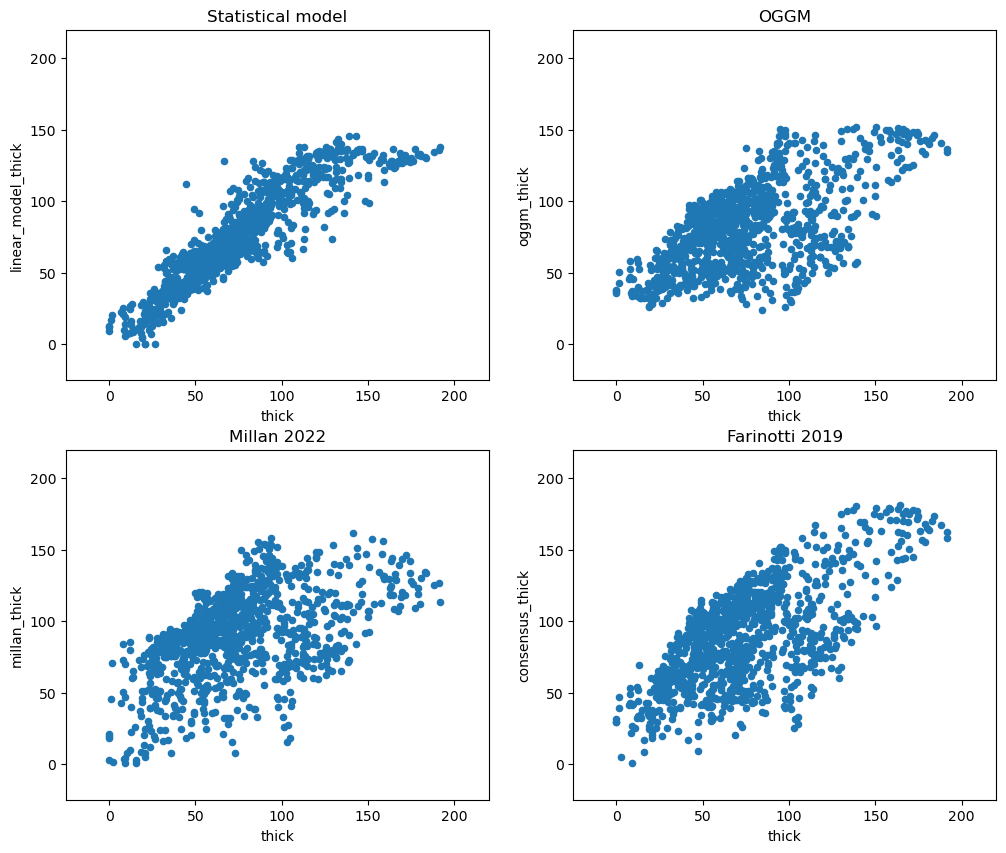 Statistical model
200
150
100
50
0
linear_model_thick
0 50 100 150 200
thick
OGGM
200
150
100
50
0
oggm_thick
0 50 100 150 200
thick
Millan 2022
200
150
100
50
0
millan_thick
0 50 100 150 200
thick
Farinotti 2019
200
150
100
50
0
consensus_thick
0 50 100 150 200
thick